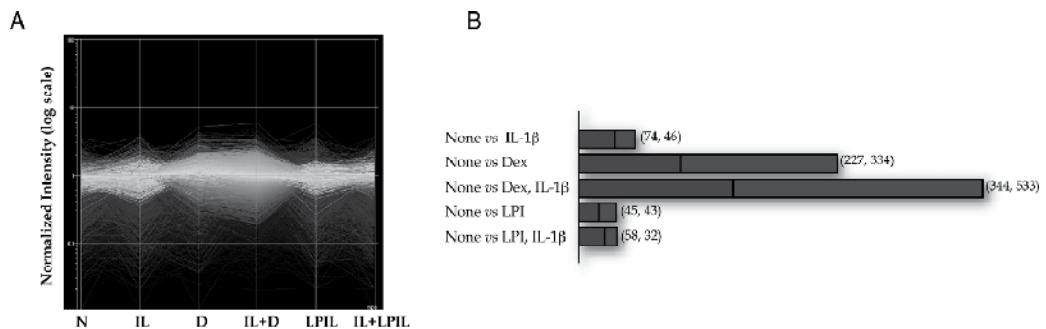 A
B
Normalized Intensity (log scale)
N IL D IL+D LPIL IL+LPIL
None vs IL-1β (74, 46)
None vs Dex (227, 334)
None vs Dex, IL-1β (344, 533)
None vs LPI (45, 43)
None vs LPI, IL-1β (58, 32)